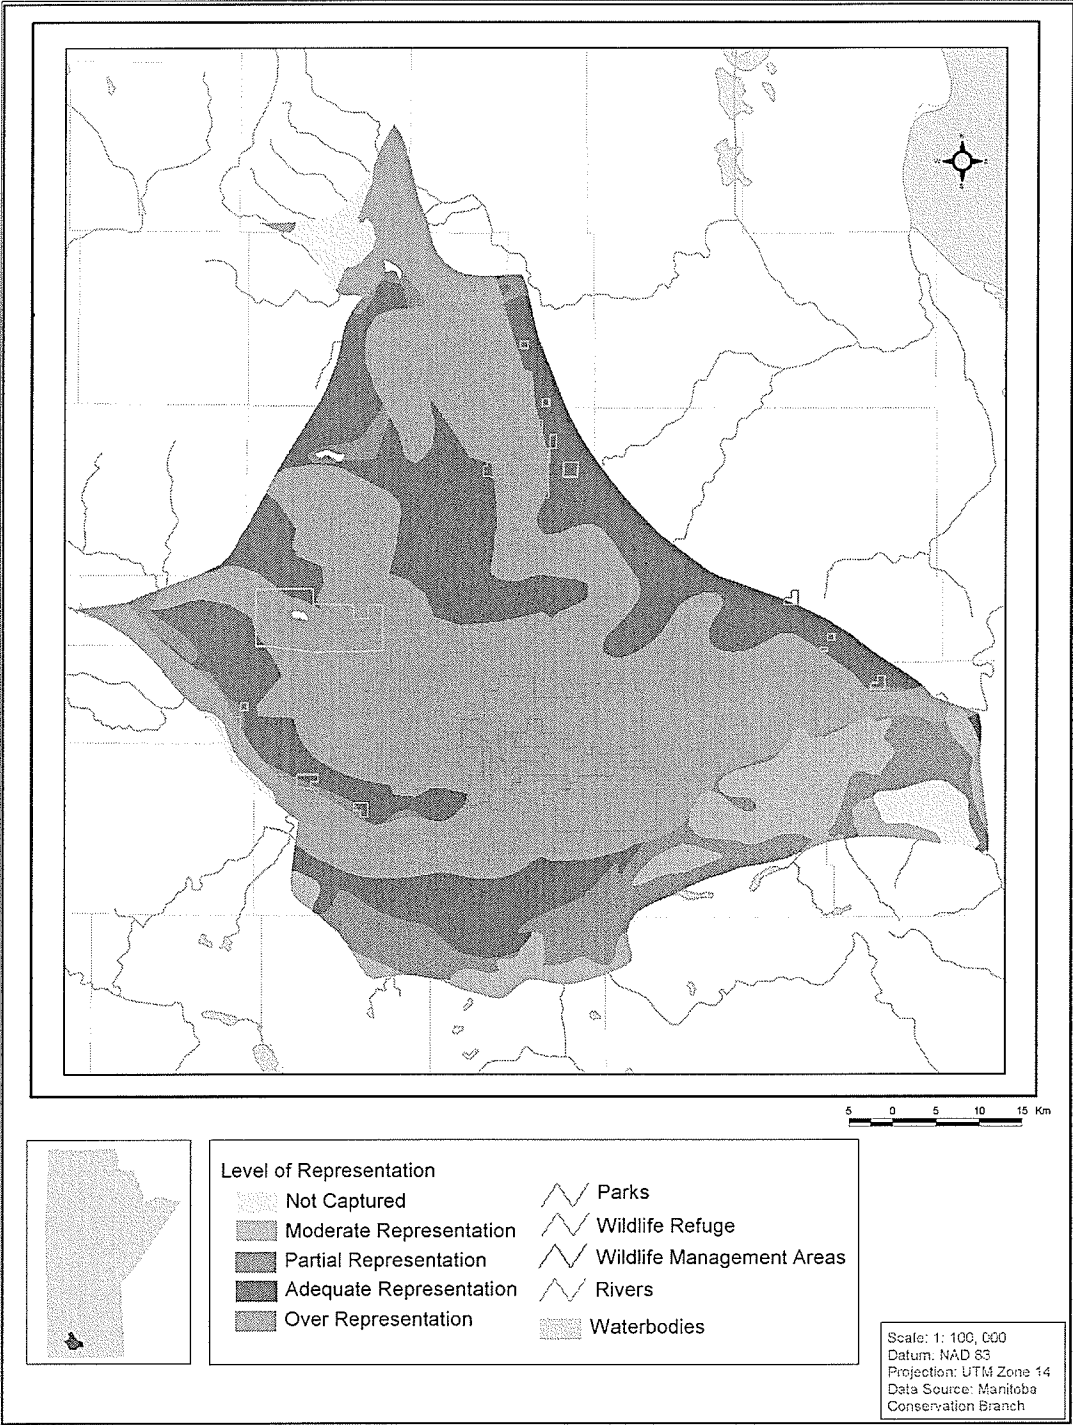 5 0 5 10 15 Km
Level of Representation
Not Captured
Moderate Representation
Partial Representation
Adequate Representation
Over Representation
Parks
Wildlife Refuge
Wildlife Management Areas
Rivers
Waterbodies
Scale: 1: 100, 000
Datum: NAD 83
Projection: UTM Zone 14
Data Source: Manitoba
Conservation Branch